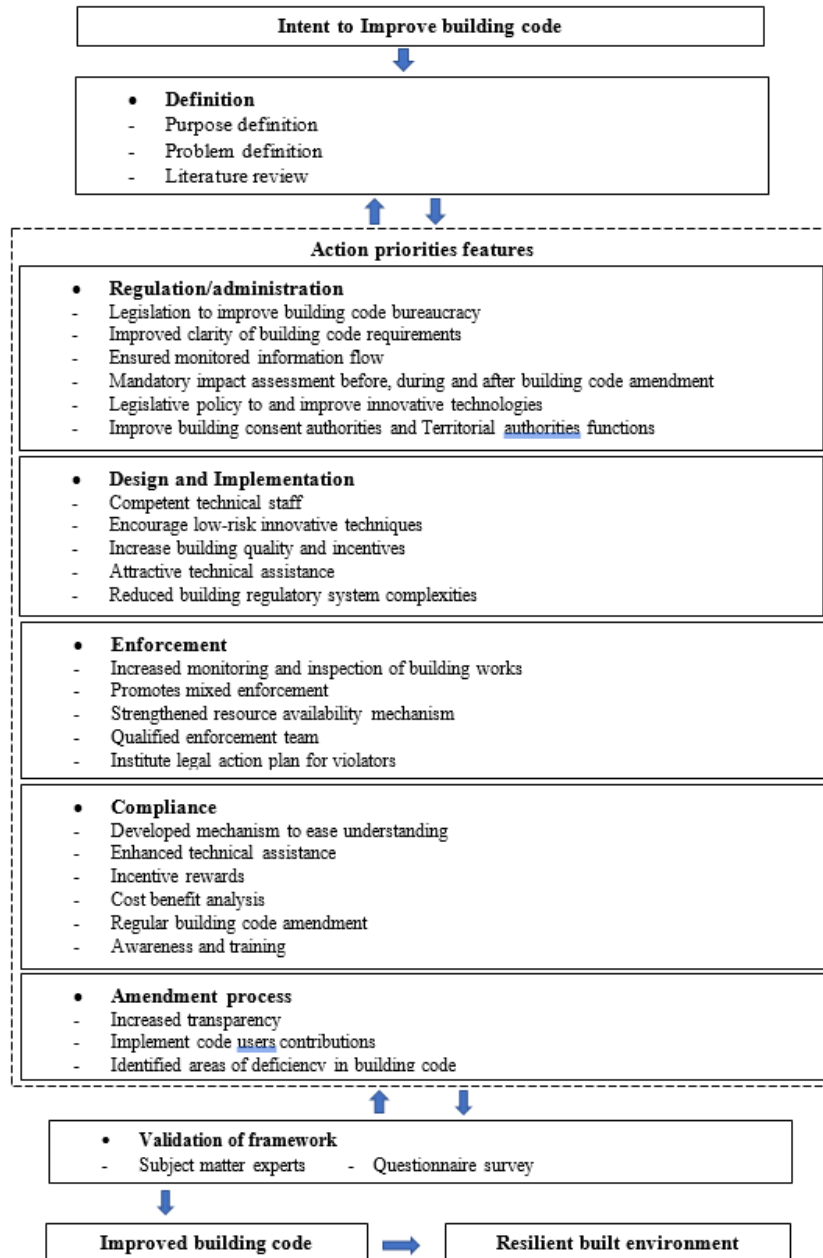 Intent to Improve building code
• Definition
- Purpose definition
- Problem definition
- Literature review
Action priorities features
• Regulation/administration
- Legislation to improve building code bureaucracy
- Improved clarity of building code requirements
- Ensured monitored information flow
- Mandatory impact assessment before, during and after building code amendment
- Legislative policy to and improve innovative technologies
- Improve building consent authorities and Territorial authorities functions
• Design and Implementation
- Competent technical staff
- Encourage low-risk innovative techniques
- Increase building quality and incentives
- Attractive technical assistance
- Reduced building regulatory system complexities
• Enforcement
- Increased monitoring and inspection of building works
- Promotes mixed enforcement
- Strengthened resource availability mechanism
- Qualified enforcement team
- Institute legal action plan for violators
• Compliance
- Developed mechanism to ease understanding
- Enhanced technical assistance
- Incentive rewards
- Cost benefit analysis
- Regular building code amendment
- Awareness and training
• Amendment process
- Increased transparency
- Implement code users contributions
- Identified areas of deficiency in building code
• Validation of framework
- Subject matter experts - Questionnaire survey
Improved building code
Resilient built environment